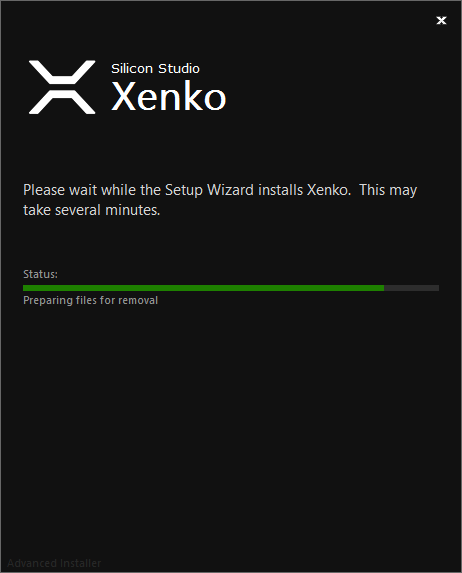 Silicon Studio
Xenko
Please wait while the Setup Wizard installs Xenko.  This may
take several minutes.
Status:
Preparing files for removal
Advanced Installer